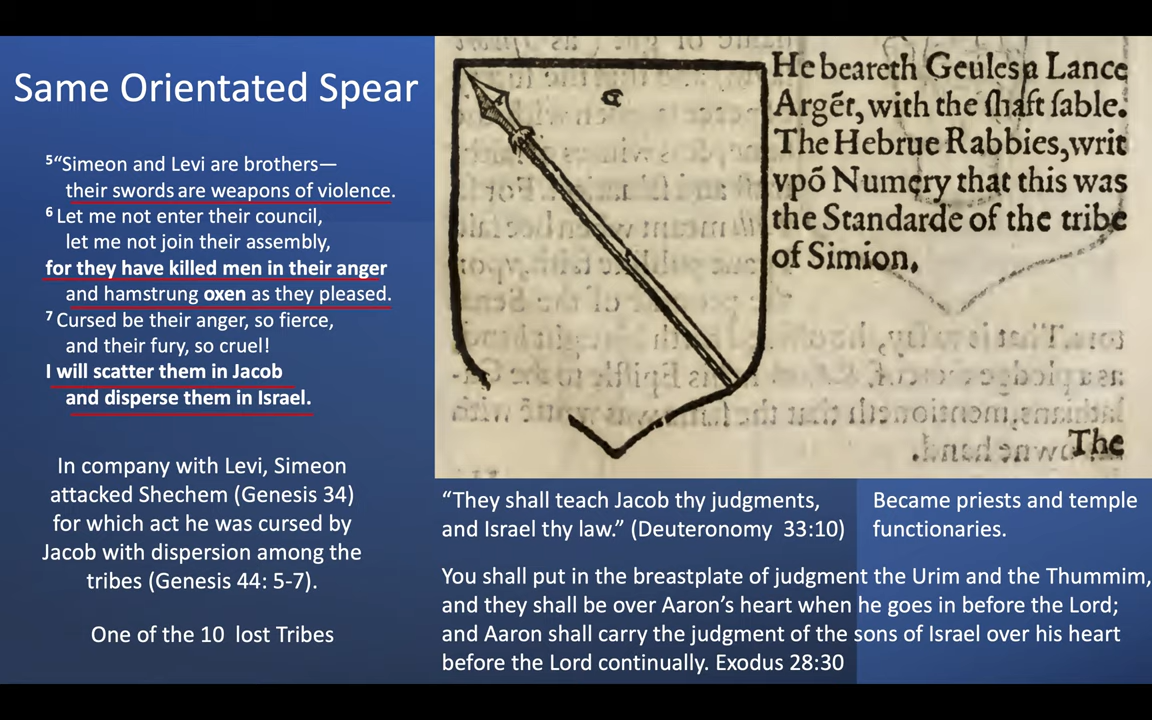 Same Orientated Spear
5“Simeon and Levi are brothers—
their swords are weapons of violence.
6 Let me not enter their council,
let me not join their assembly,
for they have killed men in their anger
and hamstrung oxen as they pleased.
7 Cursed be their anger, so fierce,
and their fury, so cruel!
I will scatter them in Jacob
and disperse them in Israel.
In company with Levi, Simeon
attacked Shechem (Genesis 34)
for which act he was cursed by
Jacob with dispersion among the
tribes (Genesis 44: 5-7).
One of the 10 lost Tribes
He beareth Geules a Lance
Argẽt, with the ſhaft ſable.
The Hebrue Rabbies, writ
vpõ Numery that this was
the Standarde of the tribe
of Simion.
The
“They shall teach Jacob thy judgments,
and Israel thy law.” (Deuteronomy 33:10)
Became priests and temple
functionaries.
You shall put in the breastplate of judgment the Urim and the Thummim,
and they shall be over Aaron’s heart when he goes in before the Lord;
and Aaron shall carry the judgment of the sons of Israel over his heart
before the Lord continually. Exodus 28:30